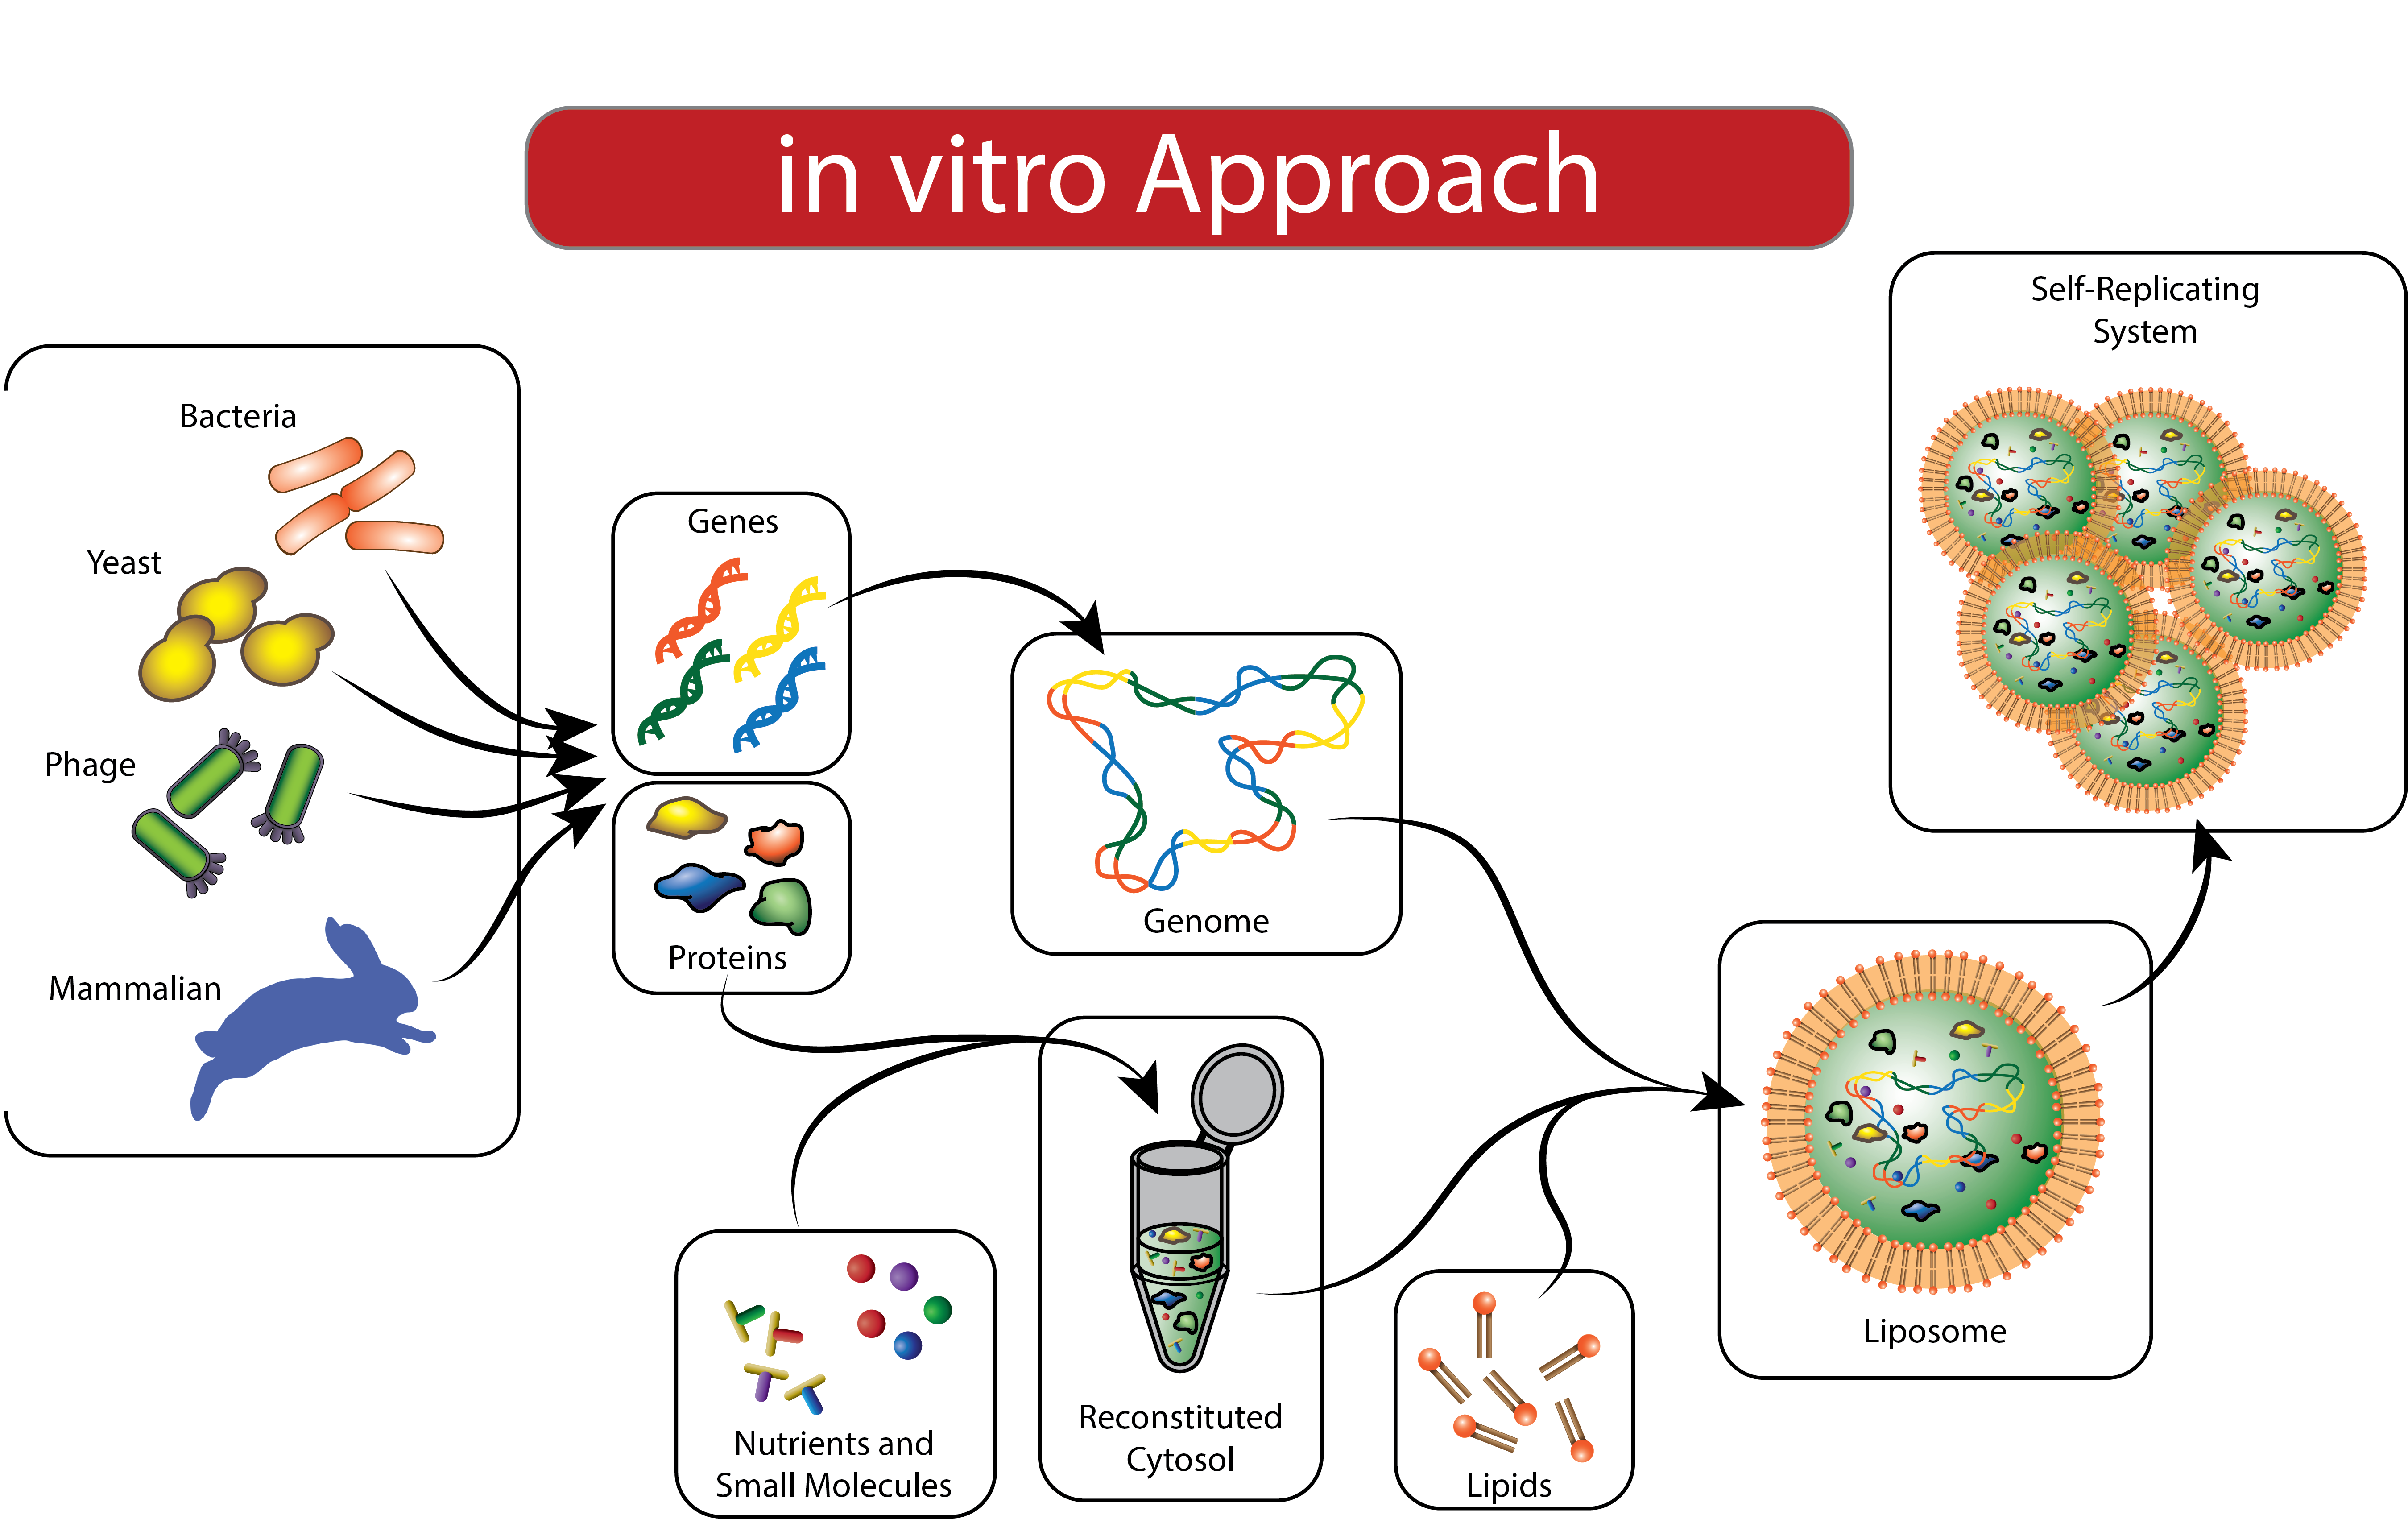 in vitro Approach
Self-Replicating
System
Bacteria
Yeast
Phage
Mammalian
Genes
Proteins
Genome
Nutrients and
Small Molecules
Reconstituted
Cytosol
Lipids
Liposome